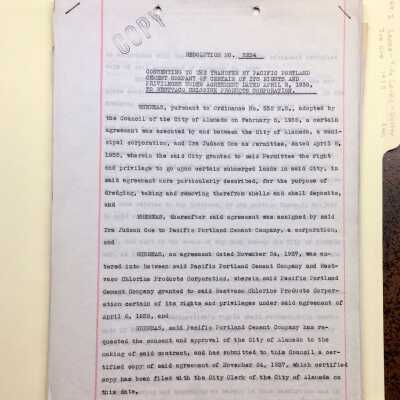 COPY
RESOLUTION NO. 2234
CONSENTING TO THE TRANSFER BY PACIFIC PORTLAND
CEMENT COMPANY OF CERTAIN OF ITS RIGHTS AND
PRIVILEGES UNDER AGREEMENT DATED APRIL 6, 1935,
TO WESTVACO CHLORINE PRODUCTS CORPORATION.
WHEREAS, pursuant to Ordinance No. 535 N.S., adopted by
the Council of the City of Alameda on February 5, 1935, a certain
agreement was executed by and between the City of Alameda, a muni-
cipal corporation, and Ira Judson Coe as Permittee, dated April 6,
1935, wherein the said City granted to said Permittee the right
and privilege to go upon certain submerged lands in said City, in
said agreement more particularly described, for the purpose of
dredging, taking and removing therefrom shells and shell deposits,
and
WHEREAS, thereafter said agreement was assigned by said
Ira Judson Coe to Pacific Portland Cement Company, a corporation,
and
WHEREAS, an agreement dated November 24, 1937, was en-
tered into between said Pacific Portland Cement and West-
vaco Chlorine Products Corporation, wherein said Pacific Portland
Cement Company granted to said Westvaco Chlorine Products Corpor-
ation certain of its rights and privileges under said agreement of
April 6, 1935, and
WHEREAS, said Pacific Portland Cement Company has re-
quested the consent and approval of the City of Alameda to the
making of said contract, and has submitted to this Council a cer-
tified copy of said agreement of November 24, 1937, which certified
copy has been filed with the City Clerk of the City of Alameda on
this date,